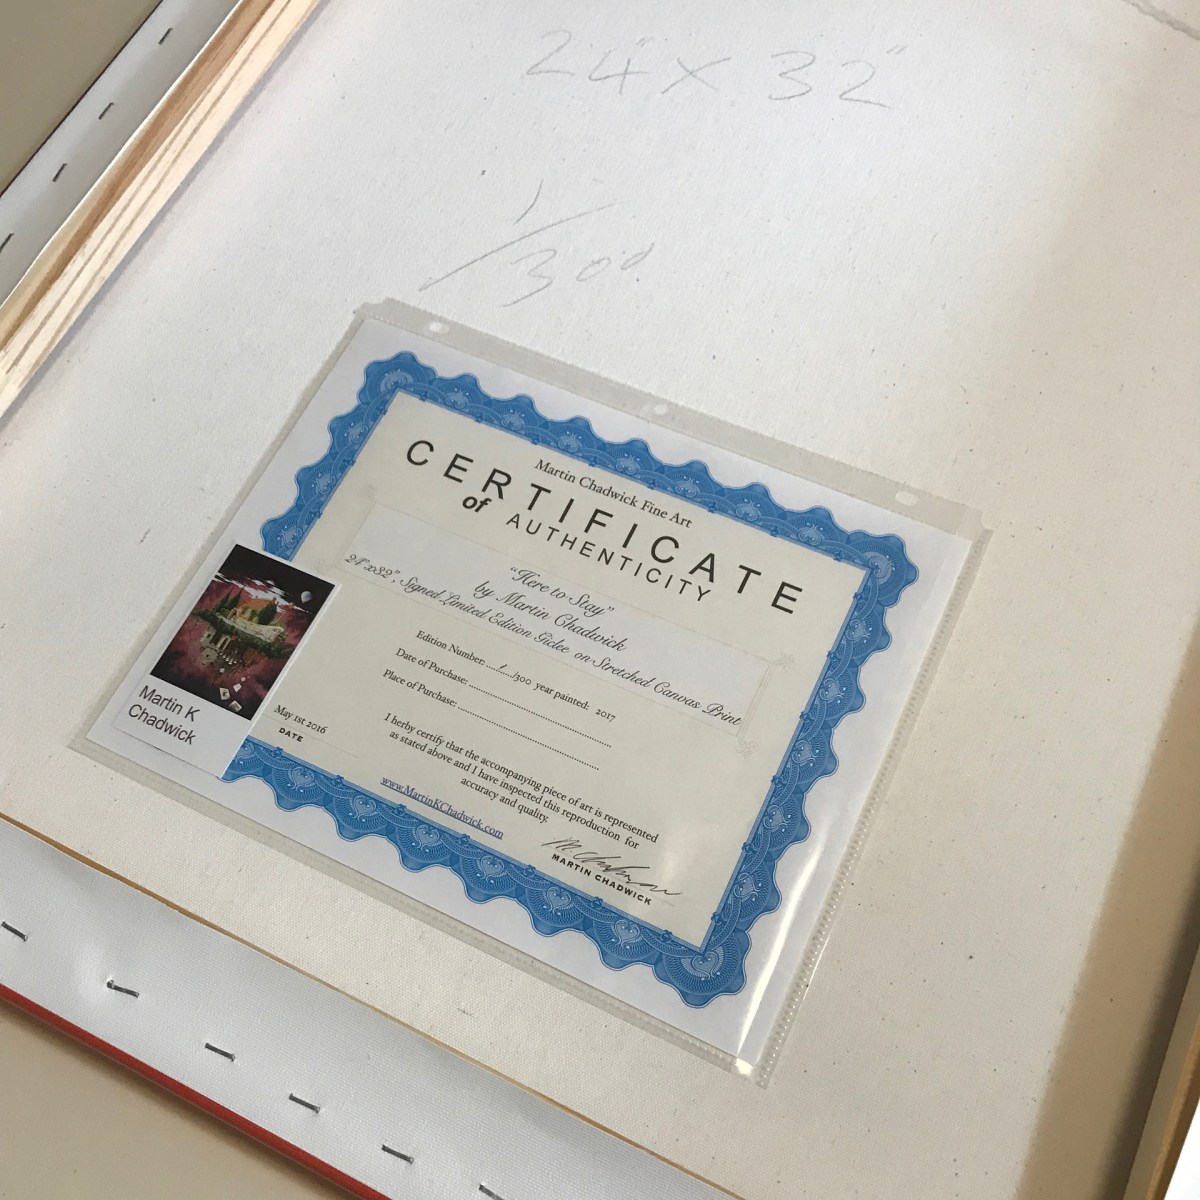 24" X 32"
1/300
Martin Chadwick Fine Art
CERTIFICATE
of AUTHENTICITY
"Here to Stay"
by Martin Chadwick
24"x32", Signed Limited Edition Giclee on Stretched Canvas Print
Edition Number:....1..../300 year painted: 2017
Date of Purchase: ..................................................
Place of Purchase: ..................................................
I herby certify that the accompanying piece of art is represented
as stated above and I have inspected this reproduction for
accuracy and quality.
May 1st 2016
DATE
www.MartinKChadwick.com
M. Chadwick
MARTIN CHADWICK
Martin K
Chadwick